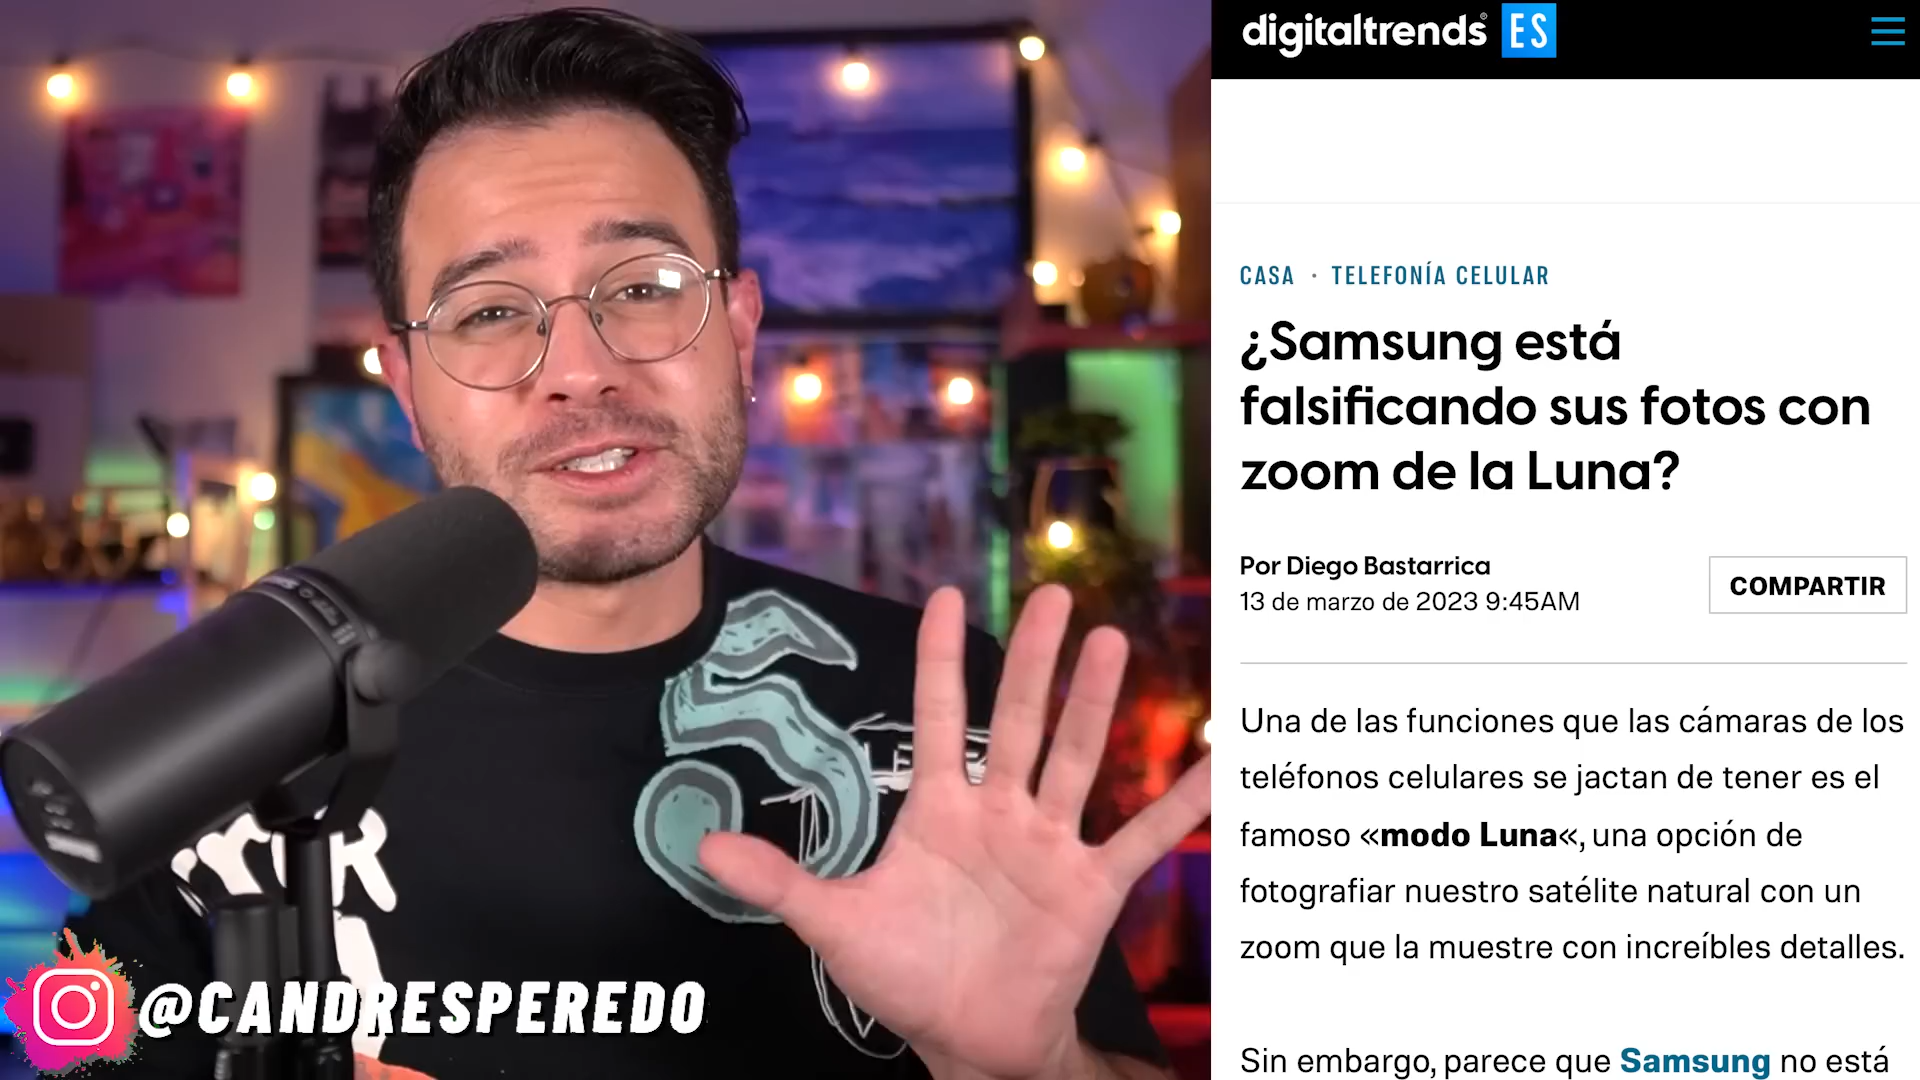 digitaltrends ES
CASA • TELEFONÍA CELULAR
¿Samsung está
falsificando sus fotos con
zoom de la Luna?
Por Diego Bastarrica
13 de marzo de 2023 9:45AM
COMPARTIR
Una de las funciones que las cámaras de los
teléfonos celulares se jactan de tener es el
famoso «modo Luna«, una opción de
fotografiar nuestro satélite natural con un
zoom que la muestre con increíbles detalles.
Sin embargo, parece que Samsung no está
@CANDRESPEREDO